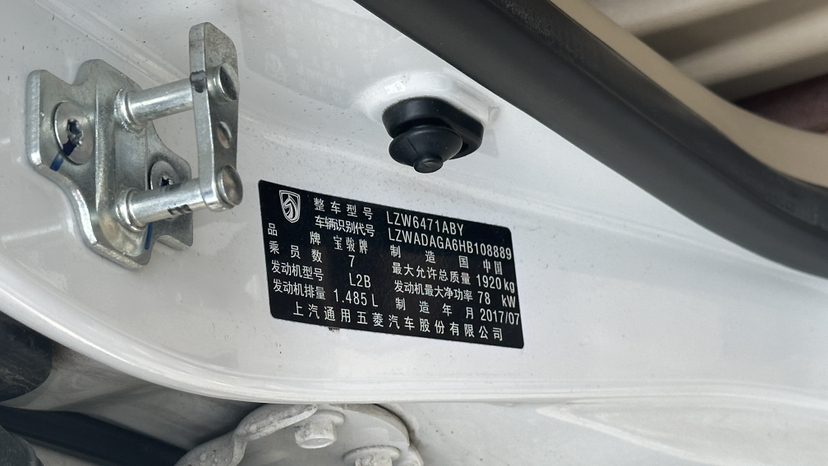 整车型号 LZW6471ABY
车辆识别代号 LZWADAGA6HB108889
品牌 宝骏牌 制造国 中国
乘员数 7 最大允许总质量 1920 kg
发动机型号 L2B 发动机最大净功率 78 kW
发动机排量 1.485 L 制造年月 2017/07
上汽通用五菱汽车股份有限公司